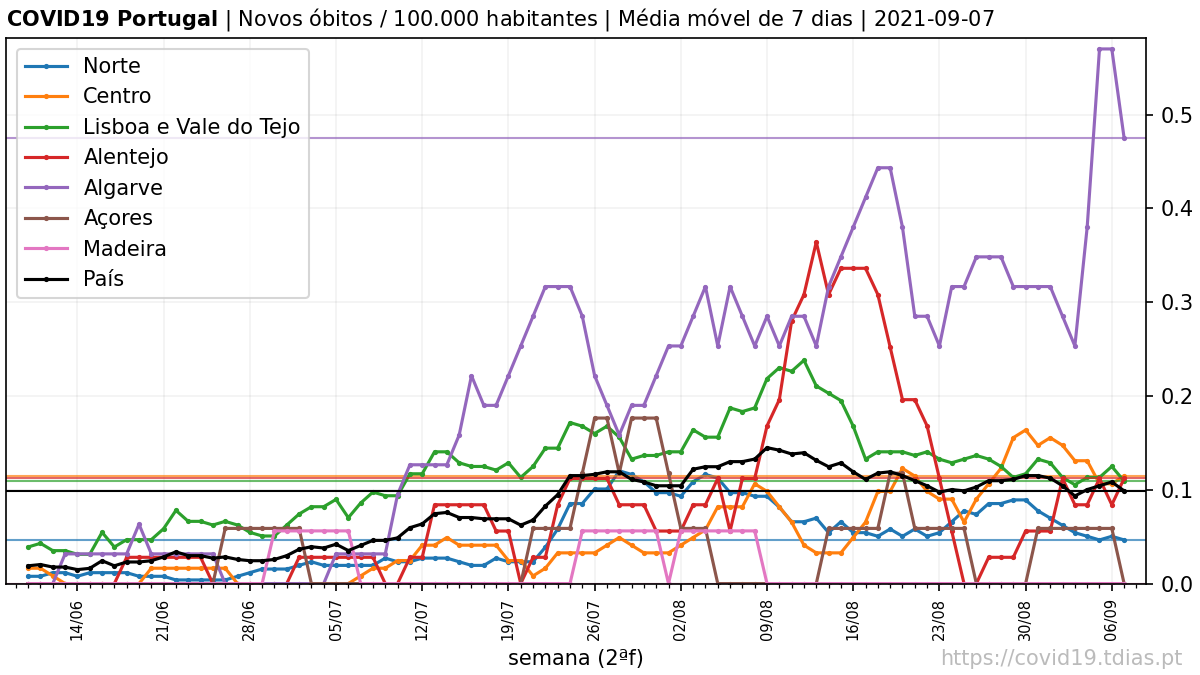 COVID19 Portugal | Novos óbitos / 100.000 habitantes | Média móvel de 7 dias | 2021-09-07
Norte
Centro
Lisboa e Vale do Tejo
Alentejo
Algarve
Açores
Madeira
País
0.5
0.4
0.3
0.2
0.1
0.0
14/06
21/06
28/06
05/07
12/07
19/07
26/07
02/08
09/08
16/08
23/08
30/08
06/09
semana (2ªf)
https://covid19.tdias.pt